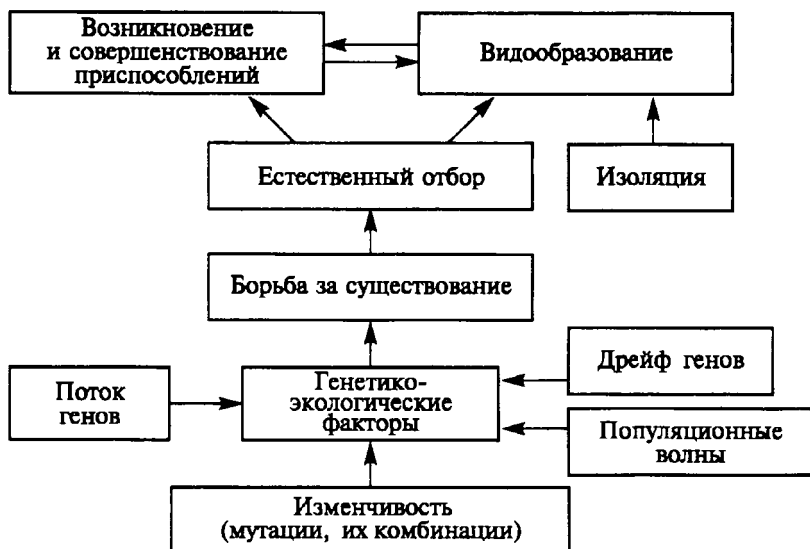 Возникновение
и совершенствование
приспособлений
Видообразование
Естественный отбор
Изоляция
Борьба за существование
Поток
генов
Генетико-
экологические
факторы
Дрейф генов
Популяционные
волны
Изменчивость
(мутации, их комбинации)